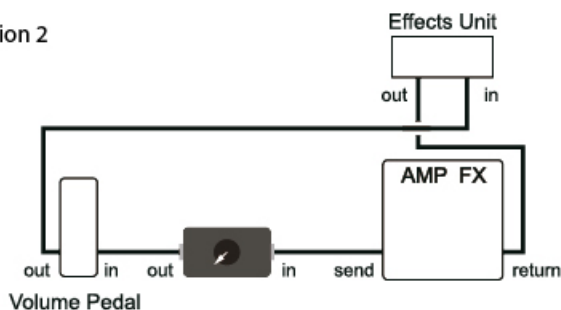 ion 2
Effects Unit
out in
AMP FX
out in out in send return
Volume Pedal